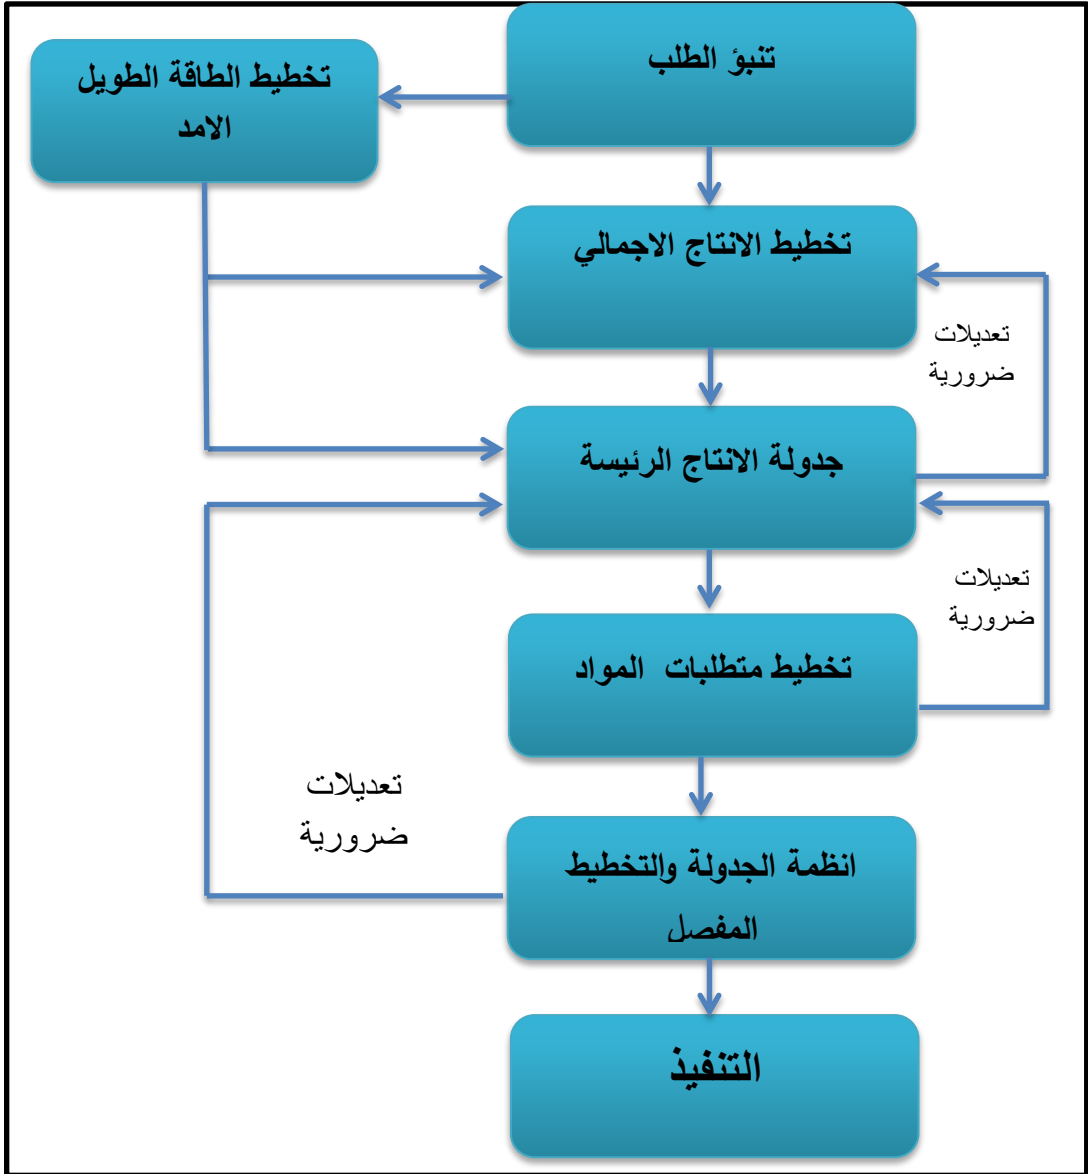 تنبؤ الطلب
تخطيط الطاقة الطويل
الامد
تخطيط الانتاج الاجمالي
تعديلات
ضرورية
جدولة الانتاج الرئيسة
تعديلات
ضرورية
تخطيط متطلبات المواد
تعديلات
ضرورية
انظمة الجدولة والتخطيط
المفصل
التنفيذ